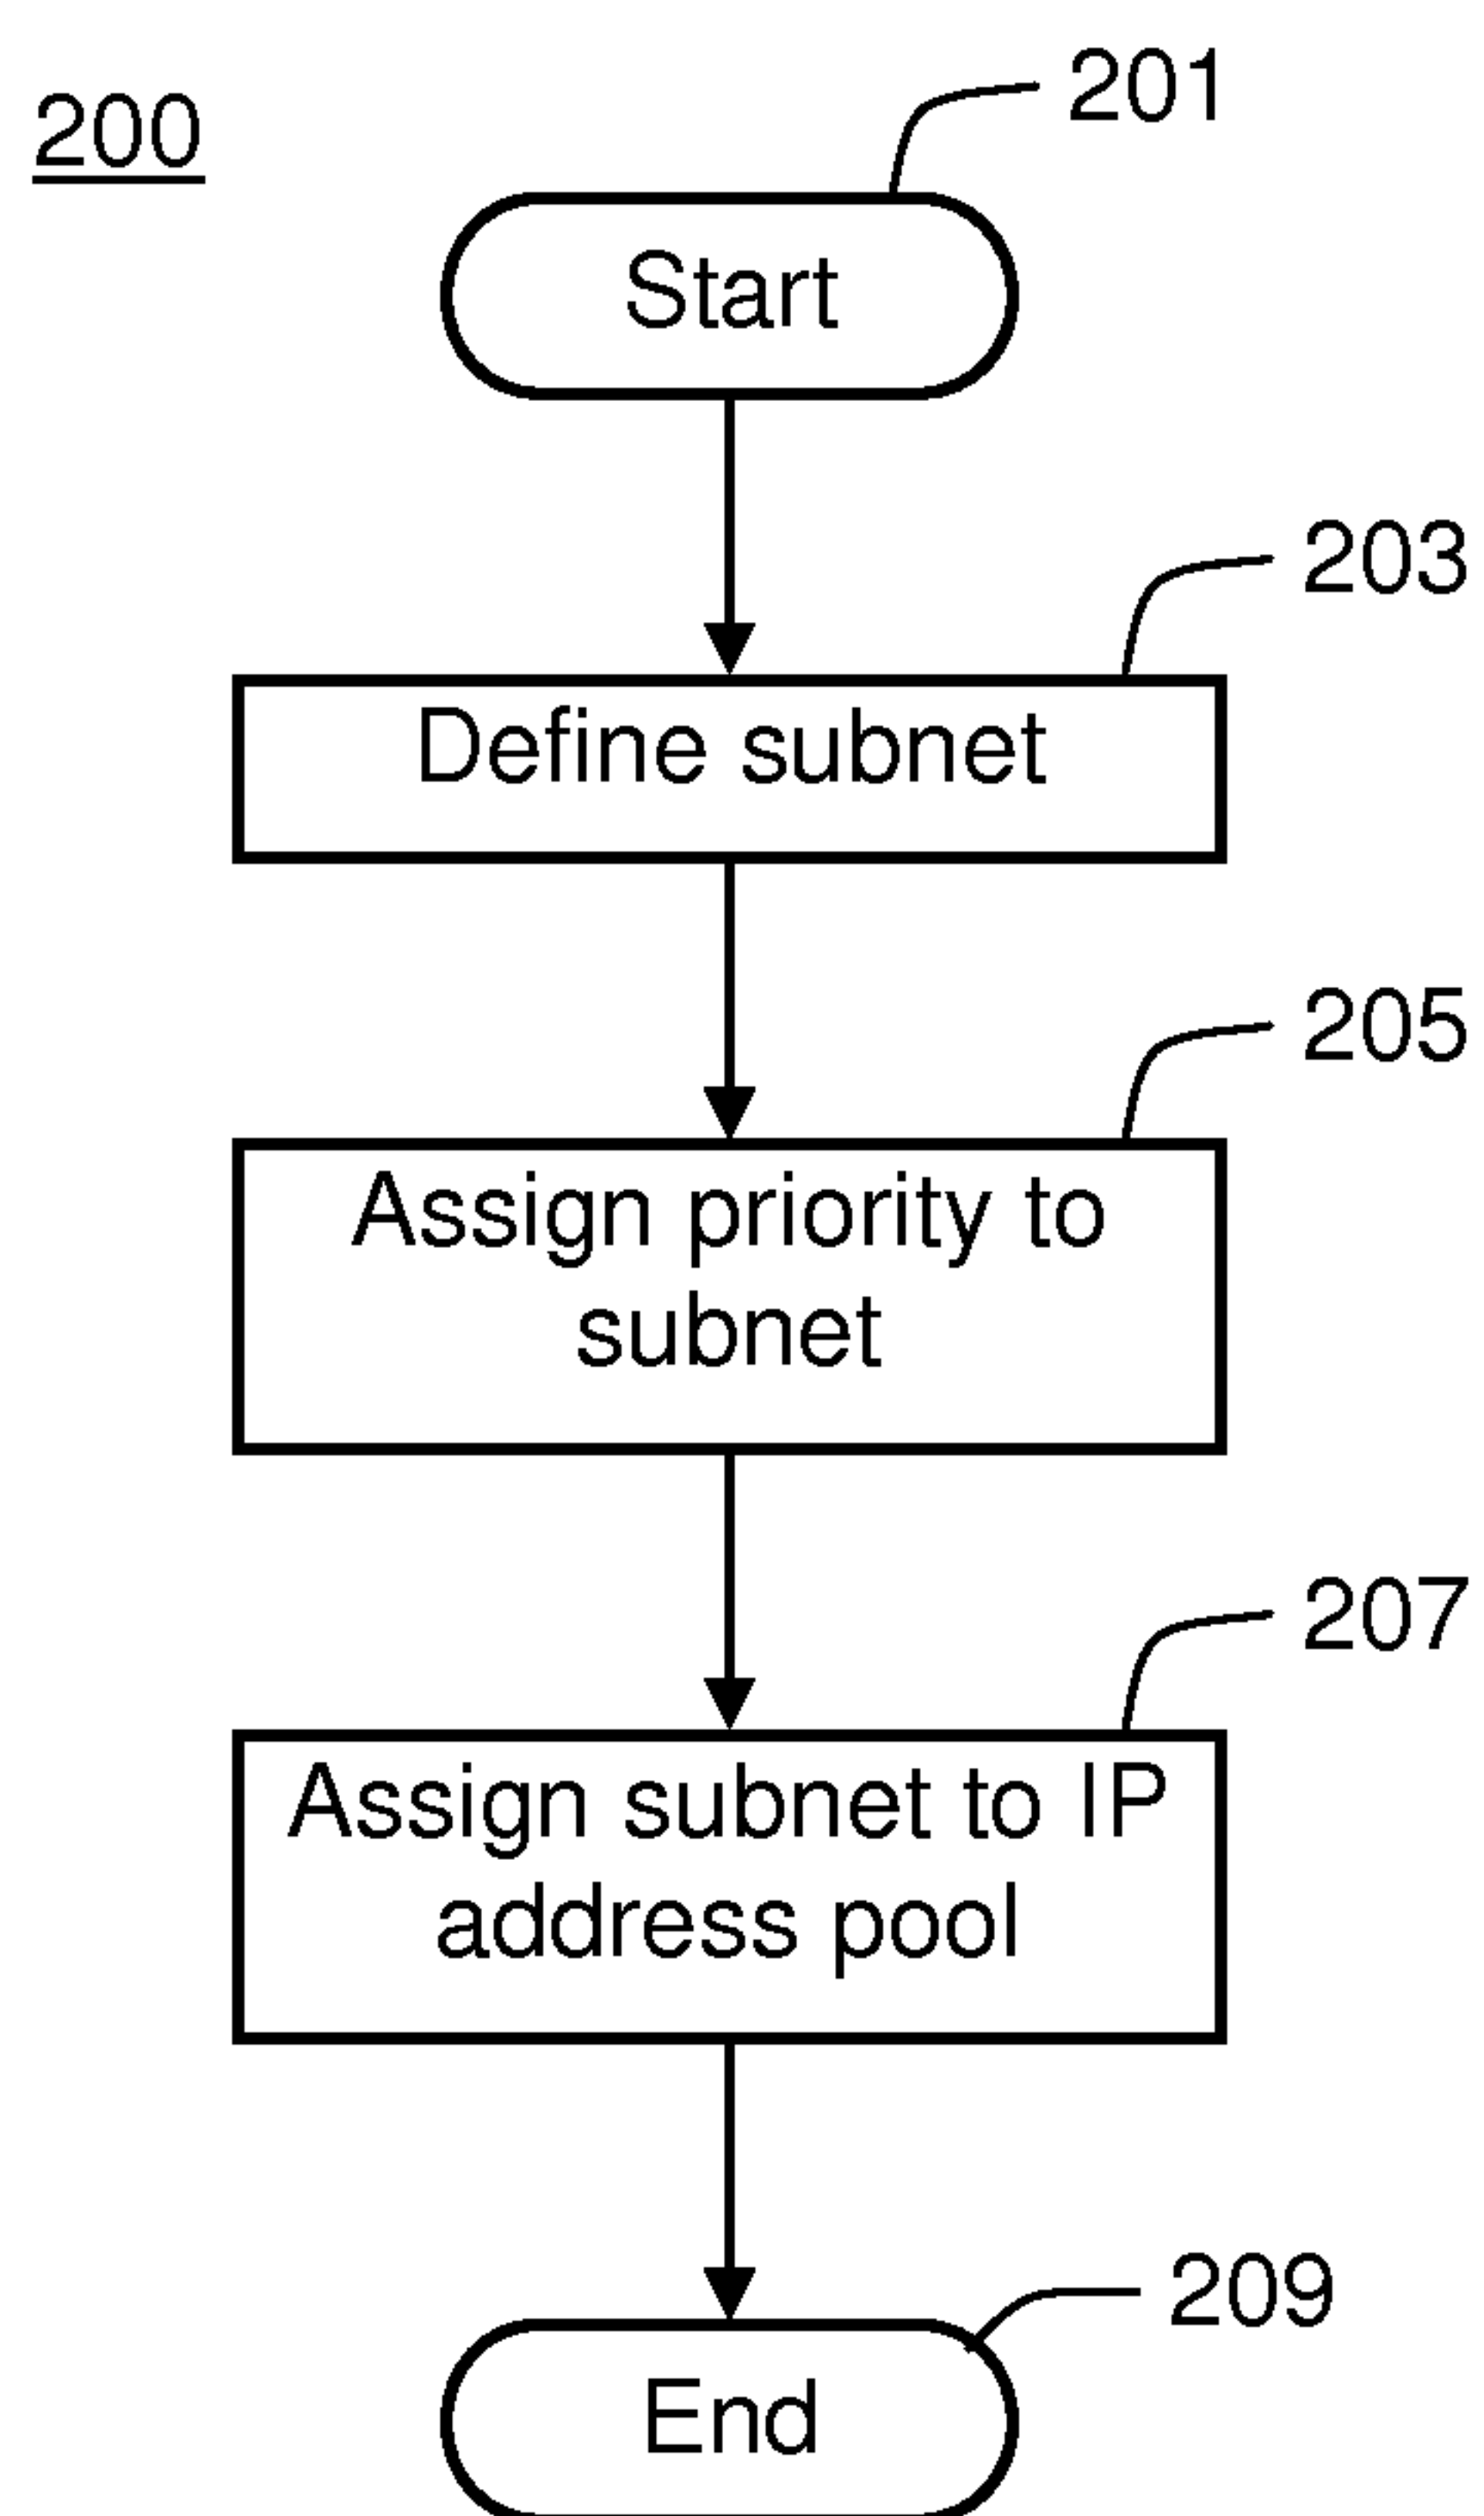 200
201
Start
203
Define subnet
205
Assign priority to
subnet
207
Assign subnet to IP
address pool
209
End